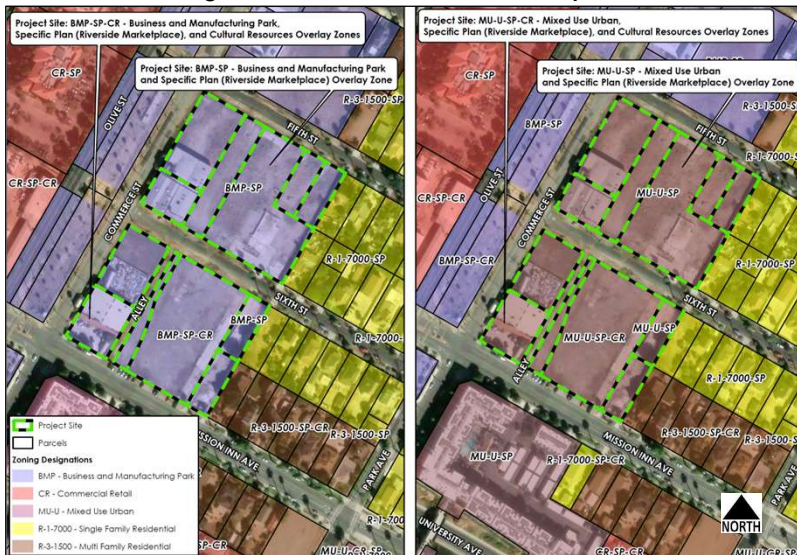 Project Site: BMP-SP-CR - Business and Manufacturing Park,
Specific Plan (Riverside Marketplace), and Cultural Resources Overlay Zones
Project Site: BMP-SP - Business and Manufacturing Park
and Specific Plan (Riverside Marketplace) Overlay Zone
CR-SP
OLIVE ST
R-3-1500-SP
FIFTH ST
BMP-SP
CR-SP-CR
COMMERCE ST
R-1-7000-SP
ALLEY
SIXTH ST
BMP-SP-CR
BMP-SP
R-1-7000-
R-3-1500-SP-CR
R-3-1500-S
MISSION INN AVE
PARK AVE
R-1-70
MU-U-CR-SP
Project Site
Parcels
Zoning Designations
BMP - Business and Manufacturing Park
CR - Commercial Retail
MU-U - Mixed Use Urban
R-1-7000 - Single Family Residential
R-3-1500 - Multi Family Residential
Project Site: MU-U-SP-CR - Mixed Use Urban,
Specific Plan (Riverside Marketplace), and Cultural Resources Overlay Zones
Project Site: MU-U-SP - Mixed Use Urban
and Specific Plan (Riverside Marketplace) Overlay Zone
CR-SP
R-3-1500-SP
BMP-SP
FIFTH ST
R-1-7000-S
OLIVE ST
CR-SP-CR
COMMERCE ST
MU-U-SP
BMP-SP-CR
SIXTH ST
MU-U-SP-CR
MU-U-SP
ALLEY
R-1-7000-SP
R-3-1500-SP-CR
R-3-1500-S
MISSION INN AVE
MU-U-SP
R-1-7000-SP-CR
PARK AVE
UNIVERSITY AVE
CR-SP-CR
MU-U-CR-SP
NORTH